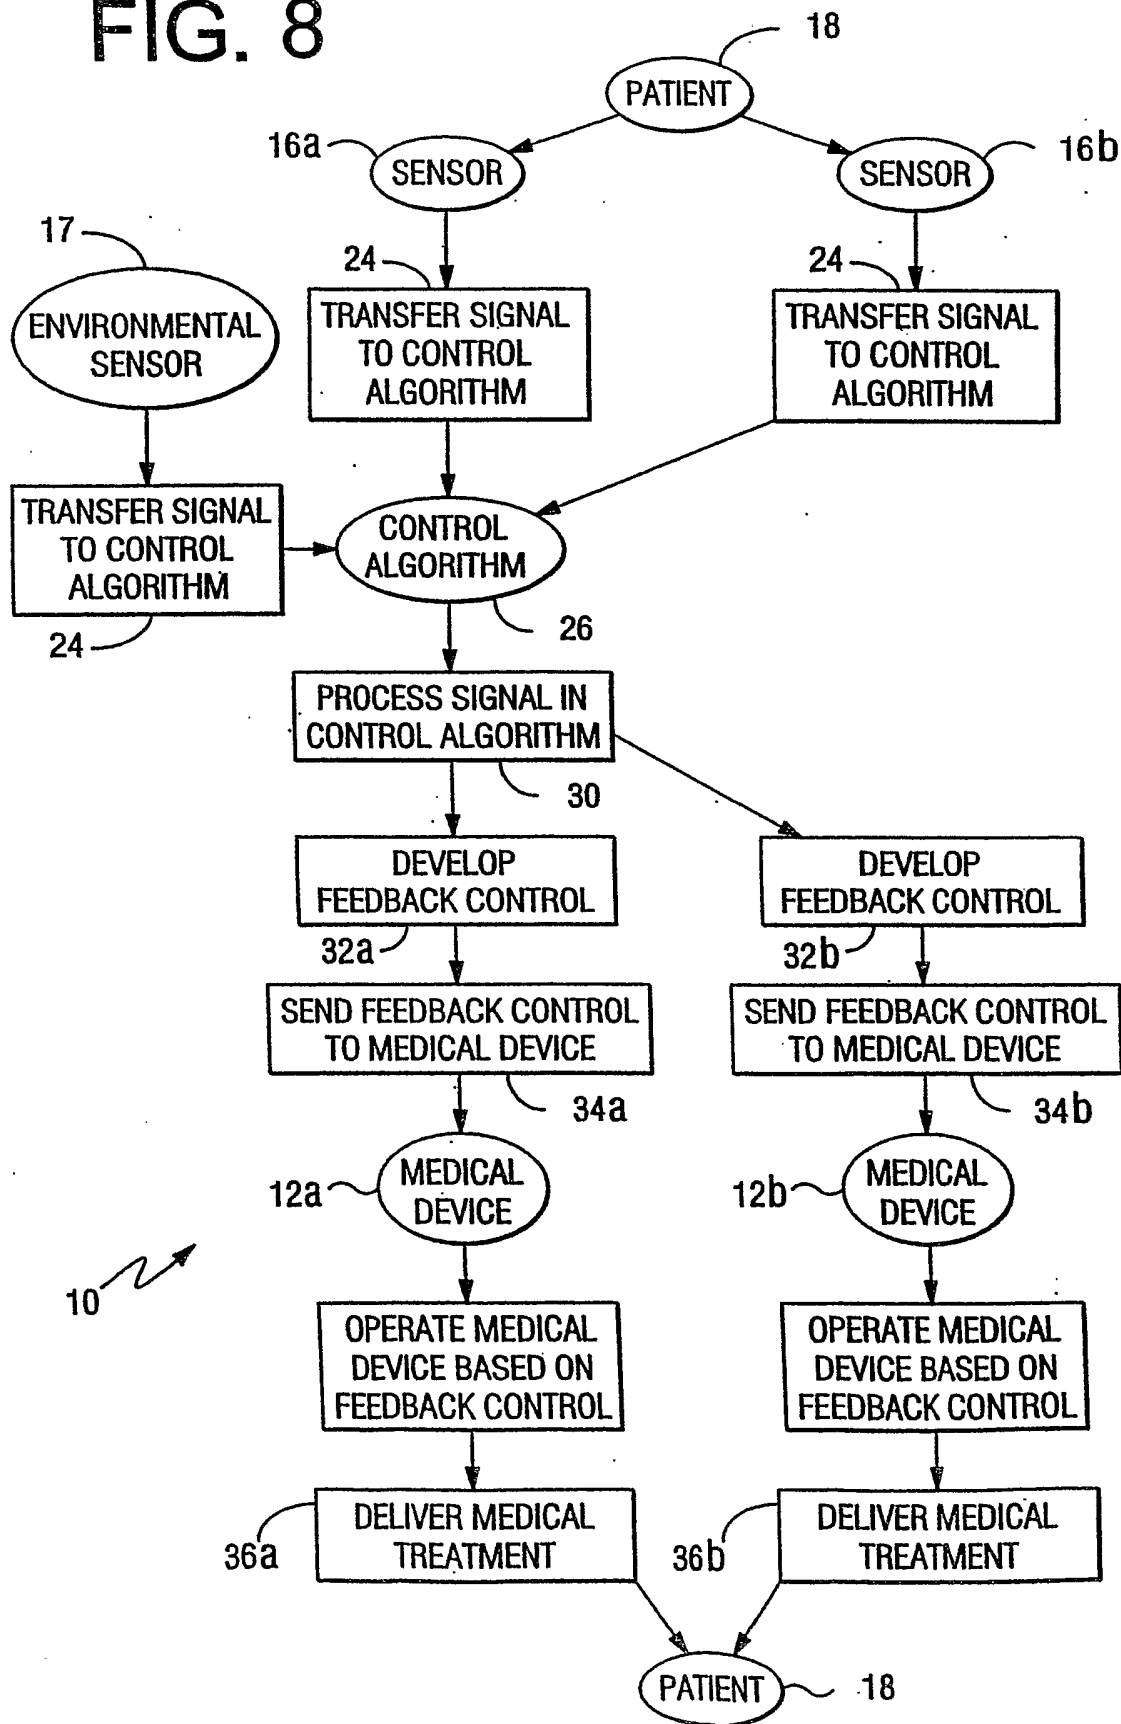 FIG. 8
18
PATIENT
16a
SENSOR
16b
SENSOR
17
ENVIRONMENTAL
SENSOR
24
TRANSFER SIGNAL
TO CONTROL
ALGORITHM
24
TRANSFER SIGNAL
TO CONTROL
ALGORITHM
TRANSFER SIGNAL
TO CONTROL
ALGORITHM
24
CONTROL
ALGORITHM
26
PROCESS SIGNAL IN
CONTROL ALGORITHM
30
DEVELOP
FEEDBACK CONTROL
32a
DEVELOP
FEEDBACK CONTROL
32b
SEND FEEDBACK CONTROL
TO MEDICAL DEVICE
34a
SEND FEEDBACK CONTROL
TO MEDICAL DEVICE
34b
12a
MEDICAL
DEVICE
12b
MEDICAL
DEVICE
10
OPERATE MEDICAL
DEVICE BASED ON
FEEDBACK CONTROL
OPERATE MEDICAL
DEVICE BASED ON
FEEDBACK CONTROL
36a
DELIVER MEDICAL
TREATMENT
36b
DELIVER MEDICAL
TREATMENT
PATIENT
18